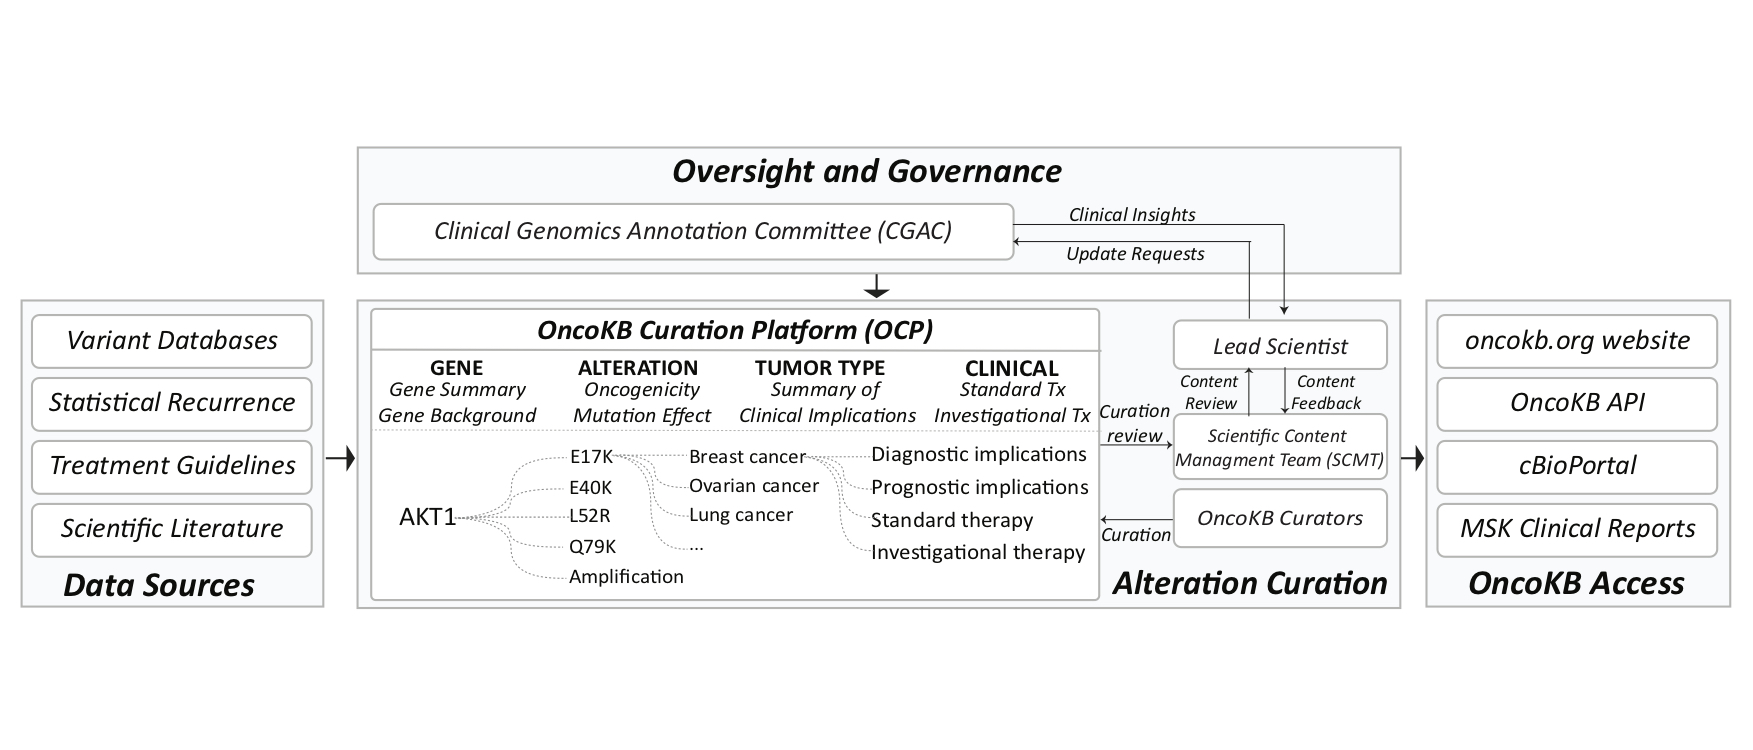 Oversight and Governance
Clinical Genomics Annotation Committee (CGAC)
Clinical Insights
Update Requests
Variant Databases
Statistical Recurrence
Treatment Guidelines
Scientific Literature
Data Sources
OncoKB Curation Platform (OCP)
GENE
Gene Summary
Gene Background
ALTERATION
Oncogenicity
Mutation Effect
TUMOR TYPE
Summary of
Clinical Implications
CLINICAL
Standard Tx
Investigational Tx
AKT1
E17K
E40K
L52R
Q79K
Amplification
Breast cancer
Ovarian cancer
Lung cancer
...
Diagnostic implications
Prognostic implications
Standard therapy
Investigational therapy
Curation
review
Curation
Lead Scientist
Content
Review
Content
Feedback
Scientific Content
Managment Team (SCMT)
OncoKB Curators
Alteration Curation
oncokb.org website
OncoKB API
cBioPortal
MSK Clinical Reports
OncoKB Access